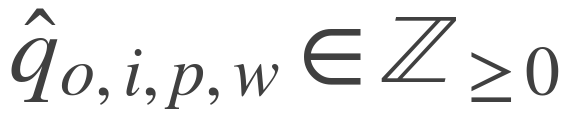 q̂_{o,i,p,w} ∈ ℤ_{≥0}